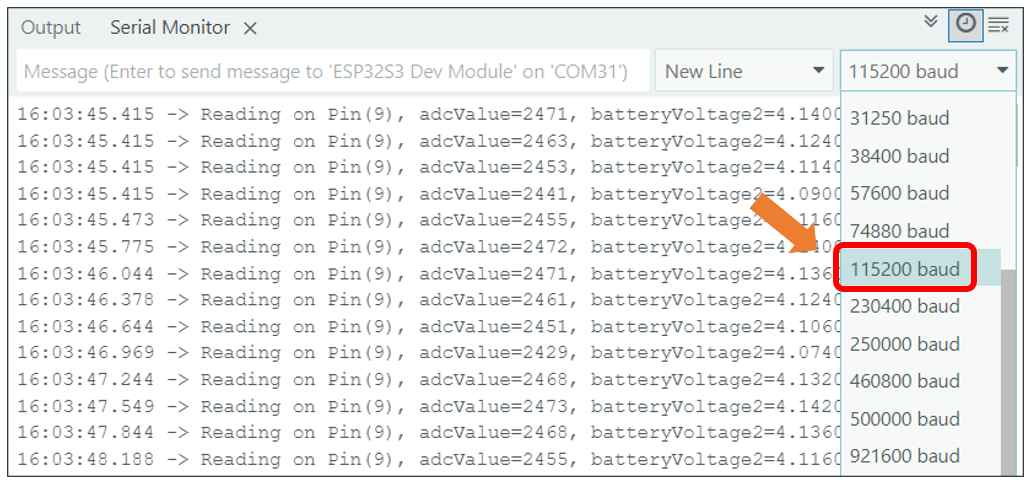 Output Serial Monitor
Message (Enter to send message to 'ESP32S3 Dev Module' on 'COM31') New Line 115200 baud
16:03:45.415 -> Reading on Pin(9), adcValue=2471, batteryVoltage2=4.1400
16:03:45.415 -> Reading on Pin(9), adcValue=2463, batteryVoltage2=4.1240
16:03:45.415 -> Reading on Pin(9), adcValue=2453, batteryVoltage2=4.1140
16:03:45.415 -> Reading on Pin(9), adcValue=2441, batteryVoltage2=4.0900
16:03:45.473 -> Reading on Pin(9), adcValue=2455,
16:03:45.775 -> Reading on Pin(9), adcValue=2472,
16:03:46.044 -> Reading on Pin(9), adcValue=2471, batteryVoltage2=4.136
16:03:46.378 -> Reading on Pin(9), adcValue=2461, batteryVoltage2=4.1240
16:03:46.644 -> Reading on Pin(9), adcValue=2451, batteryVoltage2=4.1060
16:03:46.969 -> Reading on Pin(9), adcValue=2429, batteryVoltage2=4.0740
16:03:47.244 -> Reading on Pin(9), adcValue=2468, batteryVoltage2=4.1320
16:03:47.549 -> Reading on Pin(9), adcValue=2473, batteryVoltage2=4.1420
16:03:47.844 -> Reading on Pin(9), adcValue=2468, batteryVoltage2=4.1360
16:03:48.188 -> Reading on Pin(9), adcValue=2455, batteryVoltage2=4.1160
31250 baud
38400 baud
57600 baud
74880 baud
115200 baud
230400 baud
250000 baud
460800 baud
500000 baud
921600 baud